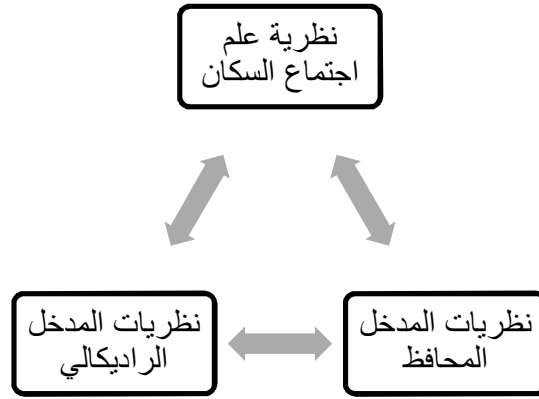 نظرية علم
اجتماع السكان
نظريات المدخل
المحافظ
نظريات المدخل
الراديكالي